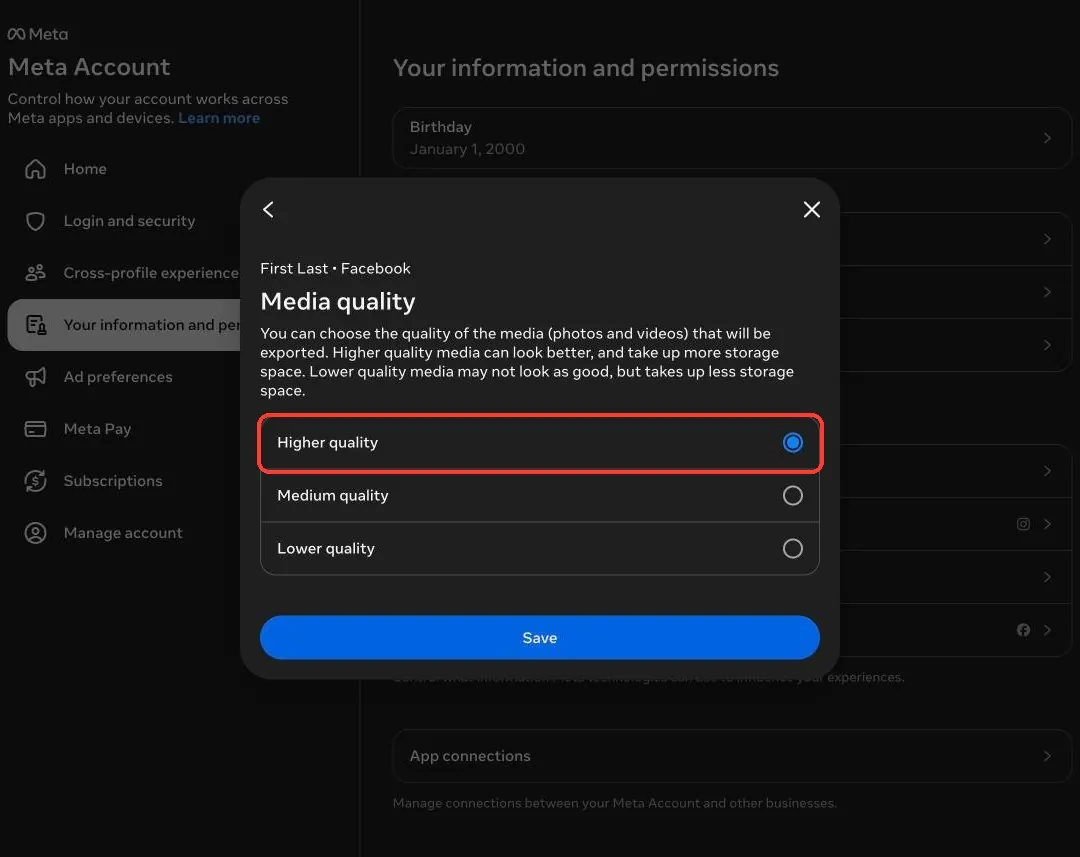 Meta
Meta Account
Control how your account works across
Meta apps and devices. Learn more
Home
Login and security
Cross-profile experience
Your information and per
Ad preferences
Meta Pay
Subscriptions
Manage account
Your information and permissions
Birthday
January 1, 2000
First Last • Facebook
Media quality
You can choose the quality of the media (photos and videos) that will be
exported. Higher quality media can look better, and take up more storage
space. Lower quality media may not look as good, but takes up less storage
space.
Higher quality
Medium quality
Lower quality
Save
experiences.
App connections
Manage connections between your Meta Account and other businesses.